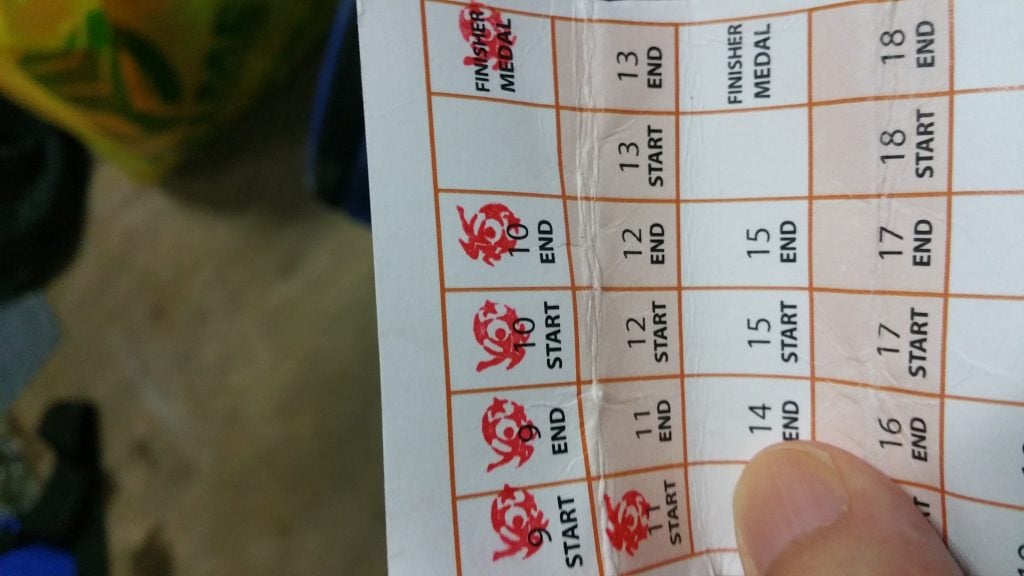 9
START
9
END
10
START
10
END
FINISHER
MEDAL
11
START
11
END
12
START
12
END
13
START
13
END
14
END
15
START
15
END
FINISHER
MEDAL
16
END
17
START
17
END
18
START
18
END